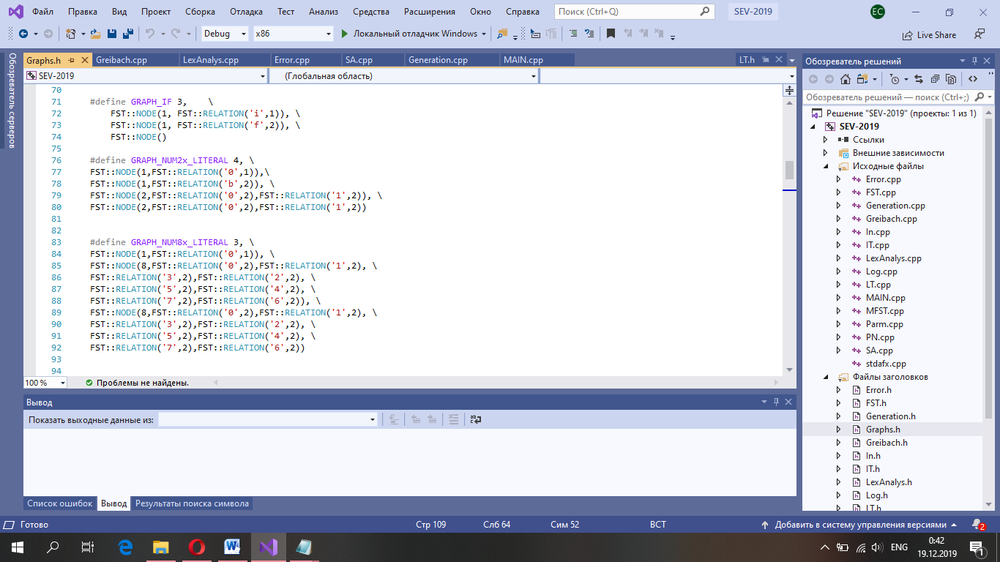 Файл Правка Вид Проект Сборка Отладка Тест Анализ Средства Расширения Окно Справка Поиск (Ctrl+Q) SEV-2019 EC
Debug x86 Локальный отладчик Windows Live Share
Обозреватель серверов
Graphs.h Greibach.cpp LexAnalys.cpp Error.cpp SA.cpp Generation.cpp MAIN.cpp LT.h
SEV-2019 (Глобальная область)
70
71 #define GRAPH_IF 3, \
72 FST::NODE(1, FST::RELATION('i',1)), \
73 FST::NODE(1, FST::RELATION('f',2)), \
74 FST::NODE()
75
76 #define GRAPH_NUM2x_LITERAL 4, \
77 FST::NODE(1,FST::RELATION('0',1)),\
78 FST::NODE(1,FST::RELATION('b',2)), \
79 FST::NODE(2,FST::RELATION('0',2),FST::RELATION('1',2)), \
80 FST::NODE(2,FST::RELATION('0',2),FST::RELATION('1',2))
81
82
83 #define GRAPH_NUM8x_LITERAL 3, \
84 FST::NODE(1,FST::RELATION('0',1)), \
85 FST::NODE(8,FST::RELATION('0',2),FST::RELATION('1',2), \
86 FST::RELATION('3',2),FST::RELATION('2',2), \
87 FST::RELATION('5',2),FST::RELATION('4',2), \
88 FST::RELATION('7',2),FST::RELATION('6',2)), \
89 FST::NODE(8,FST::RELATION('0',2),FST::RELATION('1',2), \
90 FST::RELATION('3',2),FST::RELATION('2',2), \
91 FST::RELATION('5',2),FST::RELATION('4',2), \
92 FST::RELATION('7',2),FST::RELATION('6',2))
93
94
100 % Проблемы не найдены.
Вывод
Показать выходные данные из:
Список ошибок Вывод Результаты поиска символа
Обозреватель решений
Обозреватель решений — поиск (Ctrl+;)
Решение "SEV-2019" (проекты: 1 из 1)
SEV-2019
Ссылки
Внешние зависимости
Исходные файлы
Error.cpp
FST.cpp
Generation.cpp
Greibach.cpp
In.cpp
IT.cpp
LexAnalys.cpp
Log.cpp
LT.cpp
MAIN.cpp
MFST.cpp
Parm.cpp
PN.cpp
SA.cpp
stdafx.cpp
Файлы заголовков
Error.h
FST.h
Generation.h
Graphs.h
Greibach.h
In.h
IT.h
LexAnalys.h
Log.h
LT.h
Готово Стр 109 Слб 64 Сим 52 ВСТ Добавить в систему управления версиями 2
ENG 0:42
19.12.2019 1